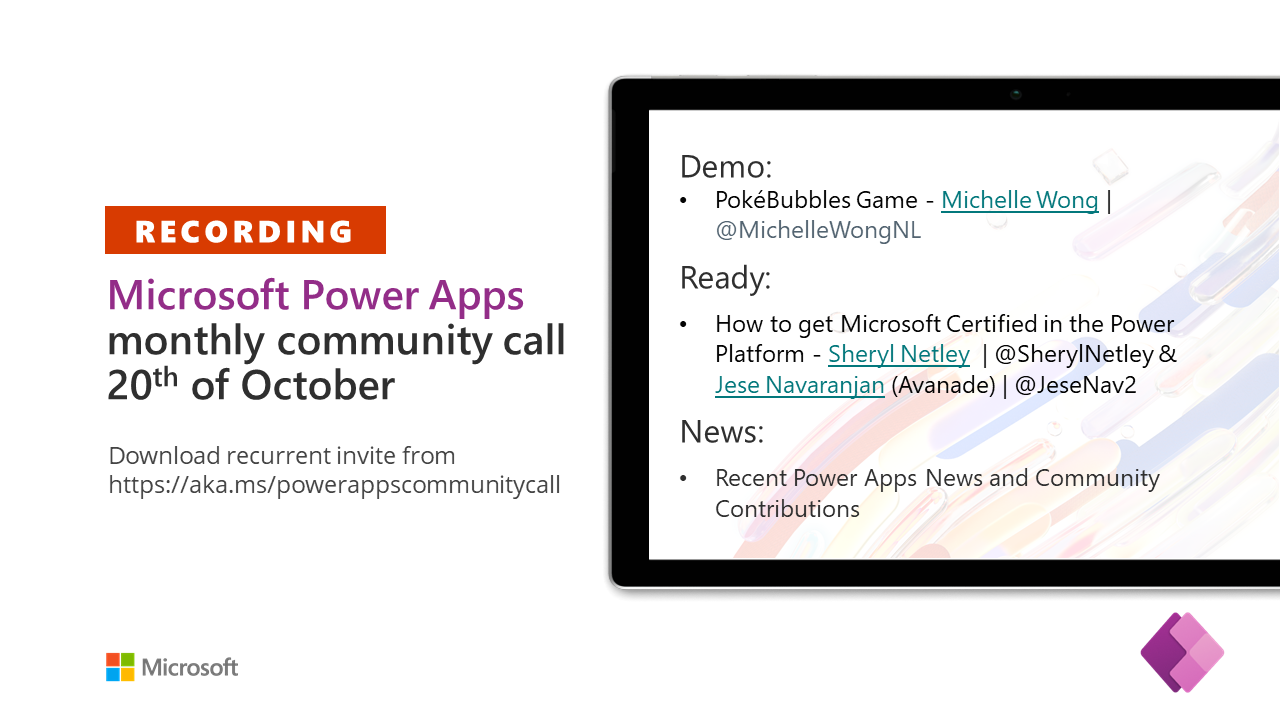 RECORDING
Microsoft Power Apps
monthly community call
20th of October
Download recurrent invite from
https://aka.ms/powerappscommunitycall
Microsoft
Demo:
• PokéBubbles Game - Michelle Wong |
@MichelleWongNL
Ready:
• How to get Microsoft Certified in the Power
Platform - Sheryl Netley | @SherylNetley &
Jese Navaranjan (Avanade) | @JeseNav2
News:
• Recent Power Apps News and Community
Contributions